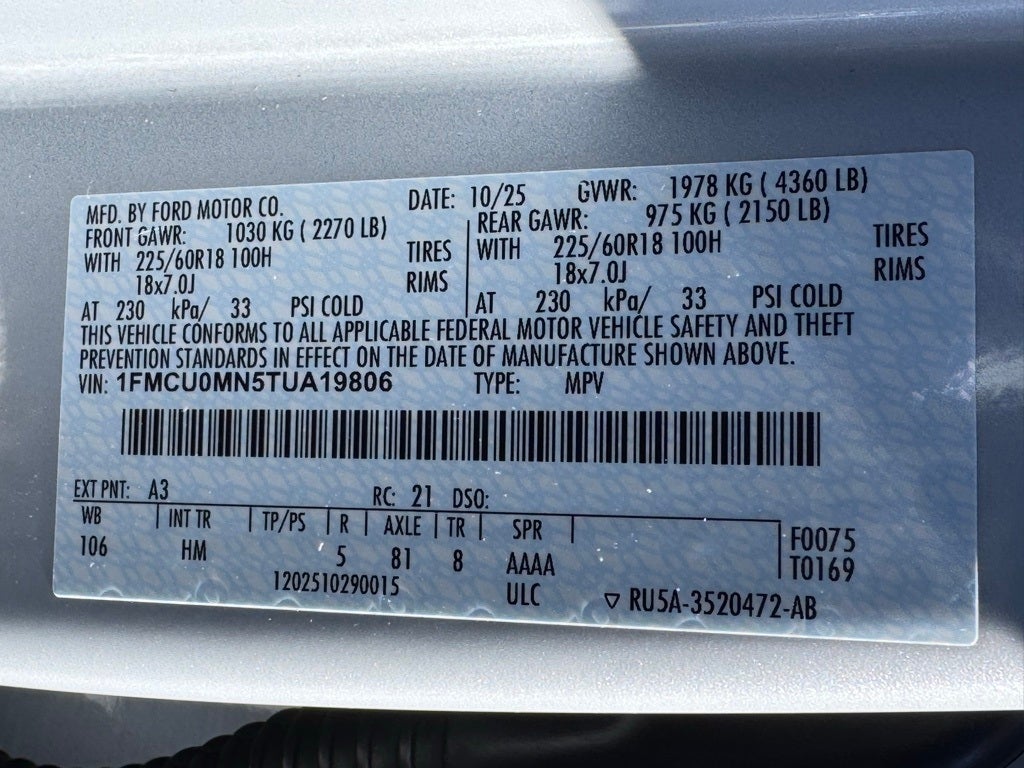 MFD. BY FORD MOTOR CO. DATE: 10/25 GVWR: 1978 KG ( 4360 LB)
FRONT GAWR: 1030 KG ( 2270 LB) REAR GAWR: 975 KG ( 2150 LB)
WITH 225/60R18 100H TIRES WITH 225/60R18 100H TIRES
18x7.0J RIMS 18x7.0J RIMS
AT 230 kPa/ 33 PSI COLD AT 230 kPa/ 33 PSI COLD
THIS VEHICLE CONFORMS TO ALL APPLICABLE FEDERAL MOTOR VEHICLE SAFETY AND THEFT
PREVENTION STANDARDS IN EFFECT ON THE DATE OF MANUFACTURE SHOWN ABOVE.
VIN: 1FMCU0MN5TUA19806 TYPE: MPV
EXT PNT: A3 RC: 21 DSO:
WB INT TR TP/PS R AXLE TR SPR F0075
106 HM 5 81 8 AAAA T0169
1202510290015 ULC ▽ RU5A-3520472-AB